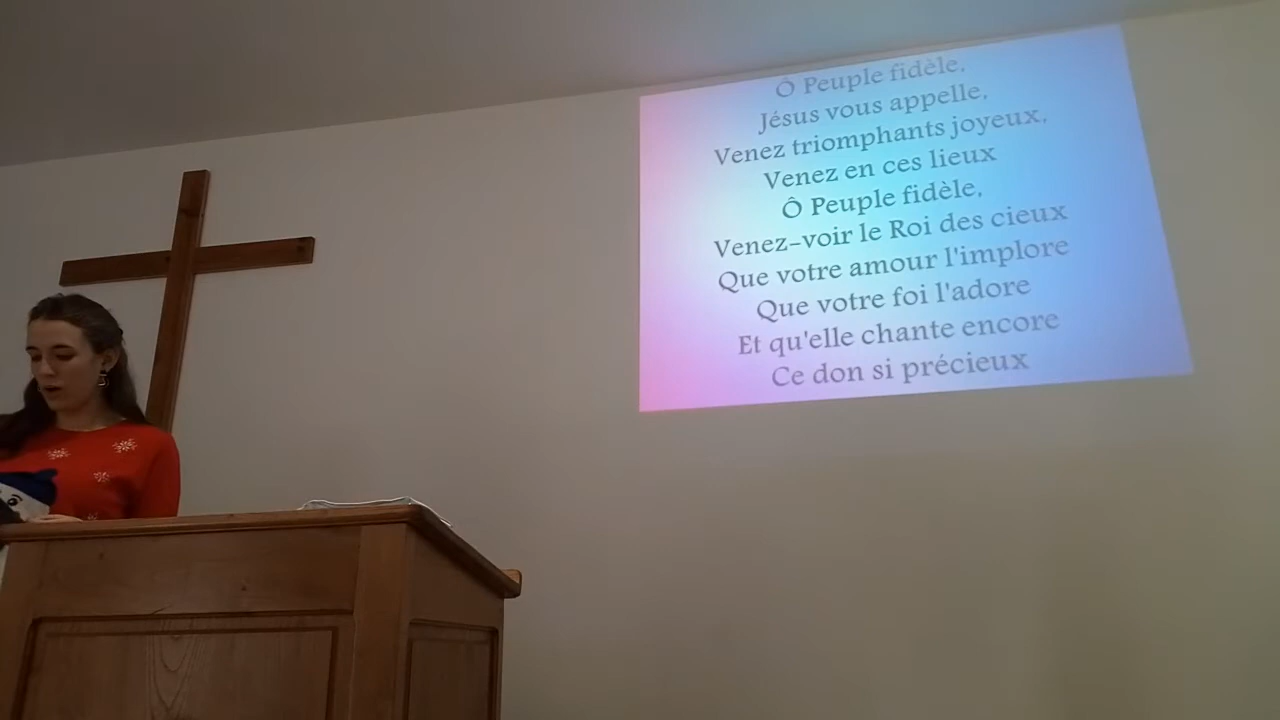 Ô Peuple fidèle,
Jésus vous appelle,
Venez triomphants joyeux,
Venez en ces lieux
Ô Peuple fidèle,
Venez-voir le Roi des cieux
Que votre amour l'implore
Que votre foi l'adore
Et qu'elle chante encore
Ce don si précieux